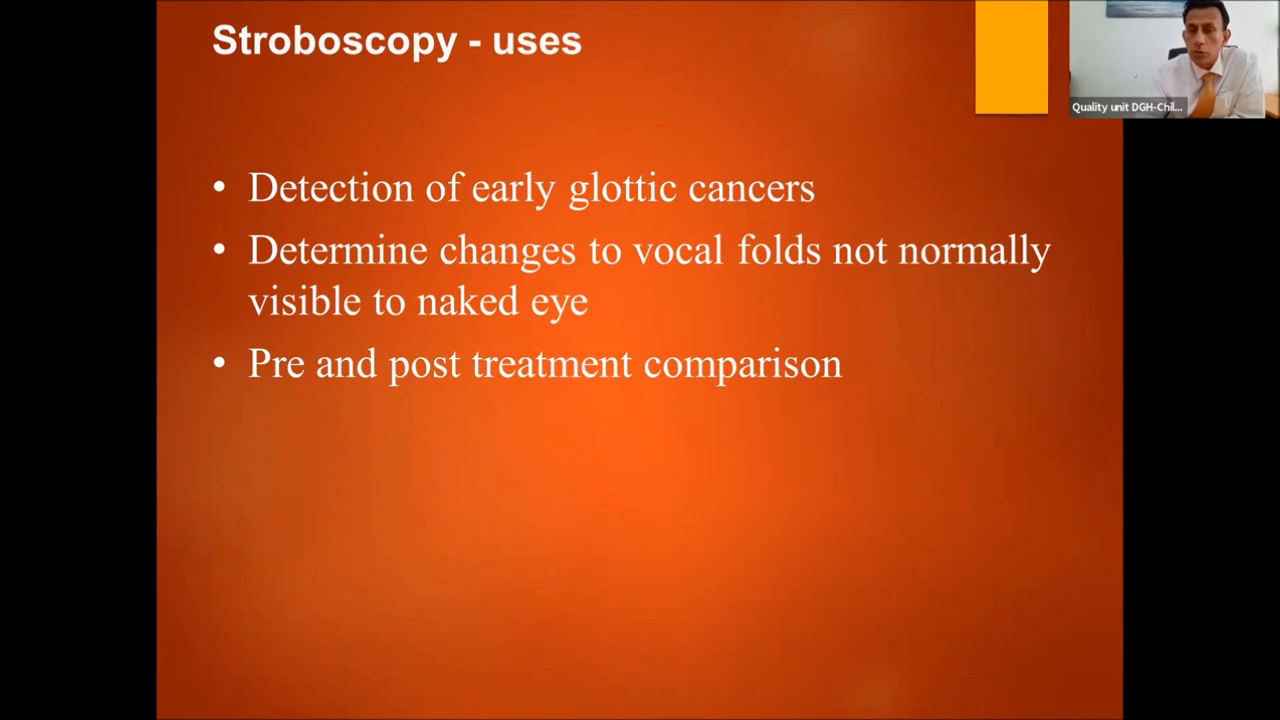 Stroboscopy - uses
Quality unit DGH-Chil...
• Detection of early glottic cancers
• Determine changes to vocal folds not normally
visible to naked eye
• Pre and post treatment comparison